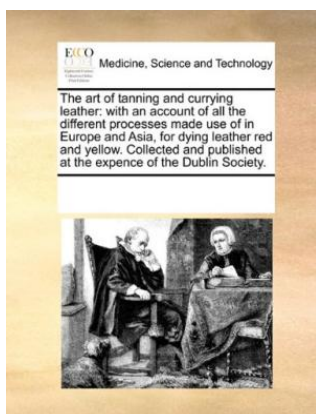 ECCO
Medicine, Science and Technology
The art of tanning and currying
leather: with an account of all the
different processes made use of in
Europe and Asia, for dying leather red
and yellow. Collected and published
at the expence of the Dublin Society.